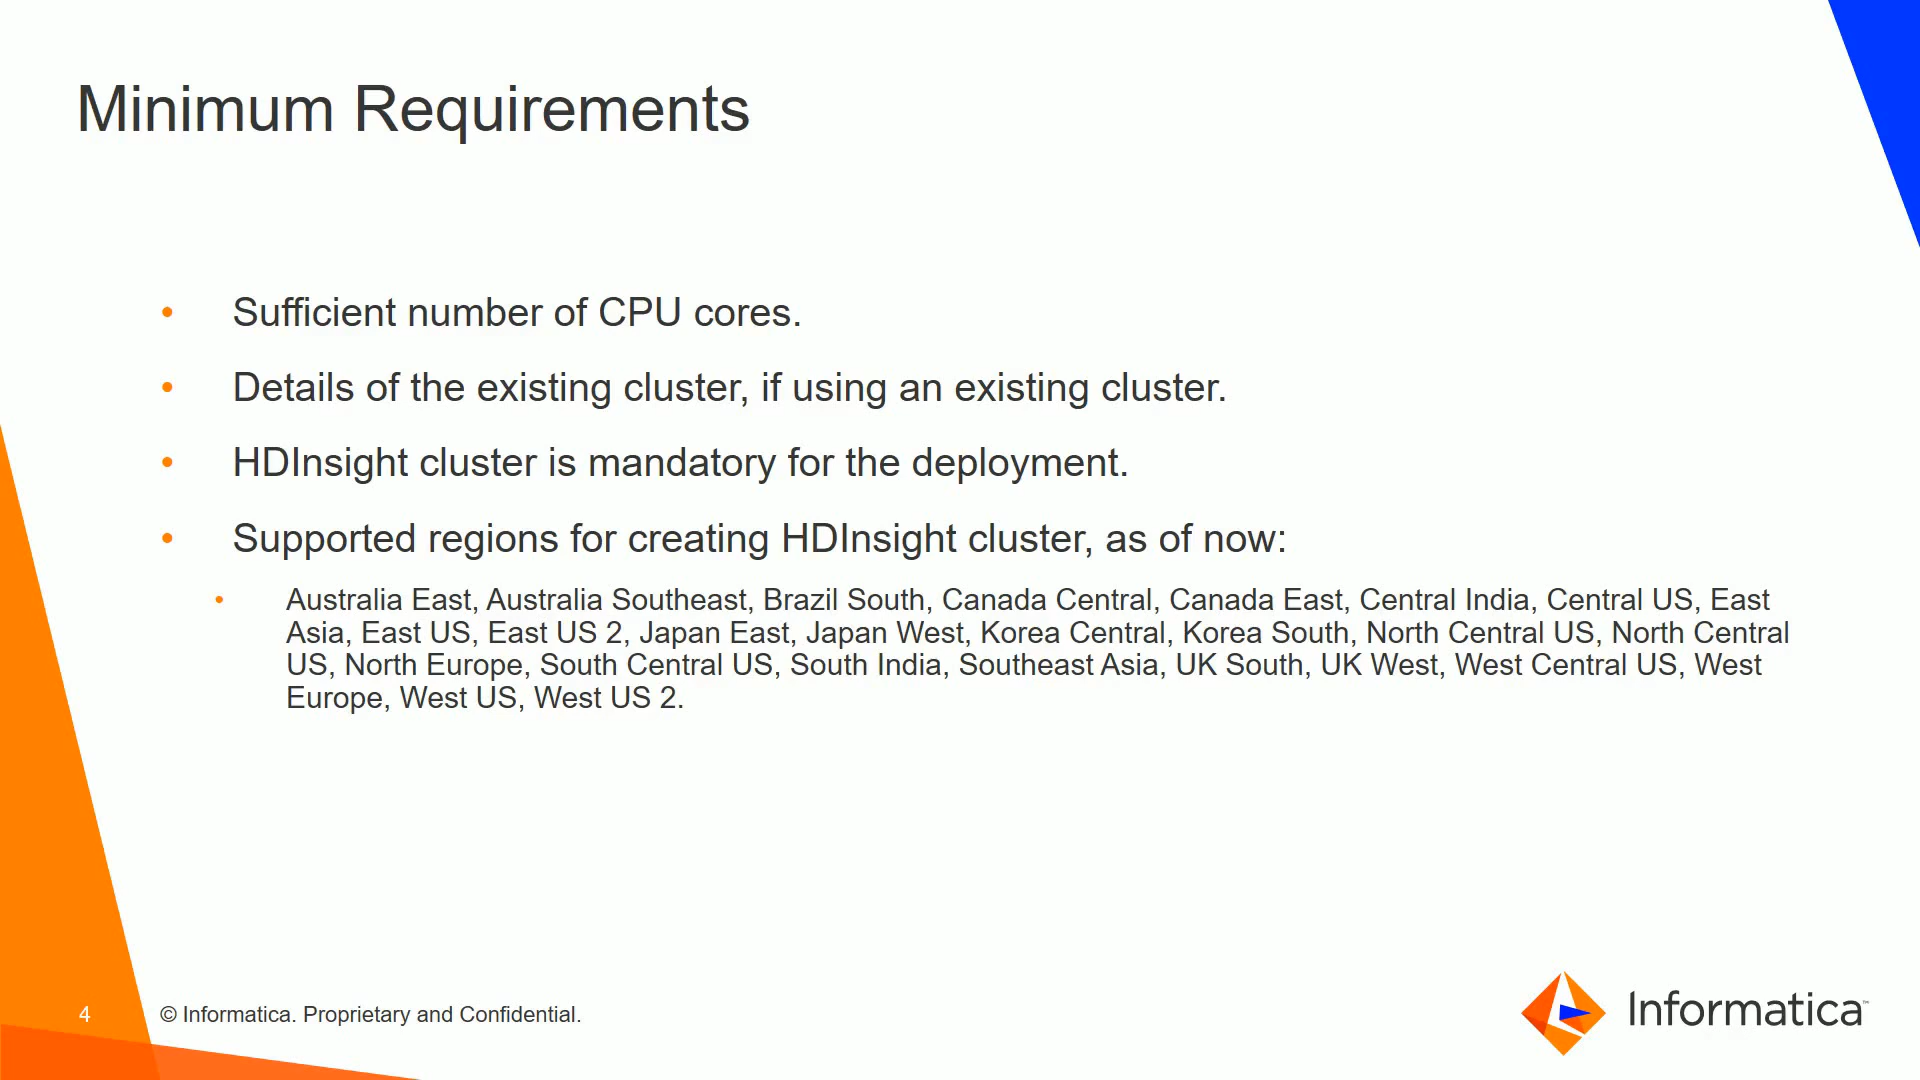 Minimum Requirements
• Sufficient number of CPU cores.
• Details of the existing cluster, if using an existing cluster.
• HDInsight cluster is mandatory for the deployment.
• Supported regions for creating HDInsight cluster, as of now:
• Australia East, Australia Southeast, Brazil South, Canada Central, Canada East, Central India, Central US, East
Asia, East US, East US 2, Japan East, Japan West, Korea Central, Korea South, North Central US, North Central
US, North Europe, South Central US, South India, Southeast Asia, UK South, UK West, West Central US, West
Europe, West US, West US 2.
4 © Informatica. Proprietary and Confidential.
Informatica™